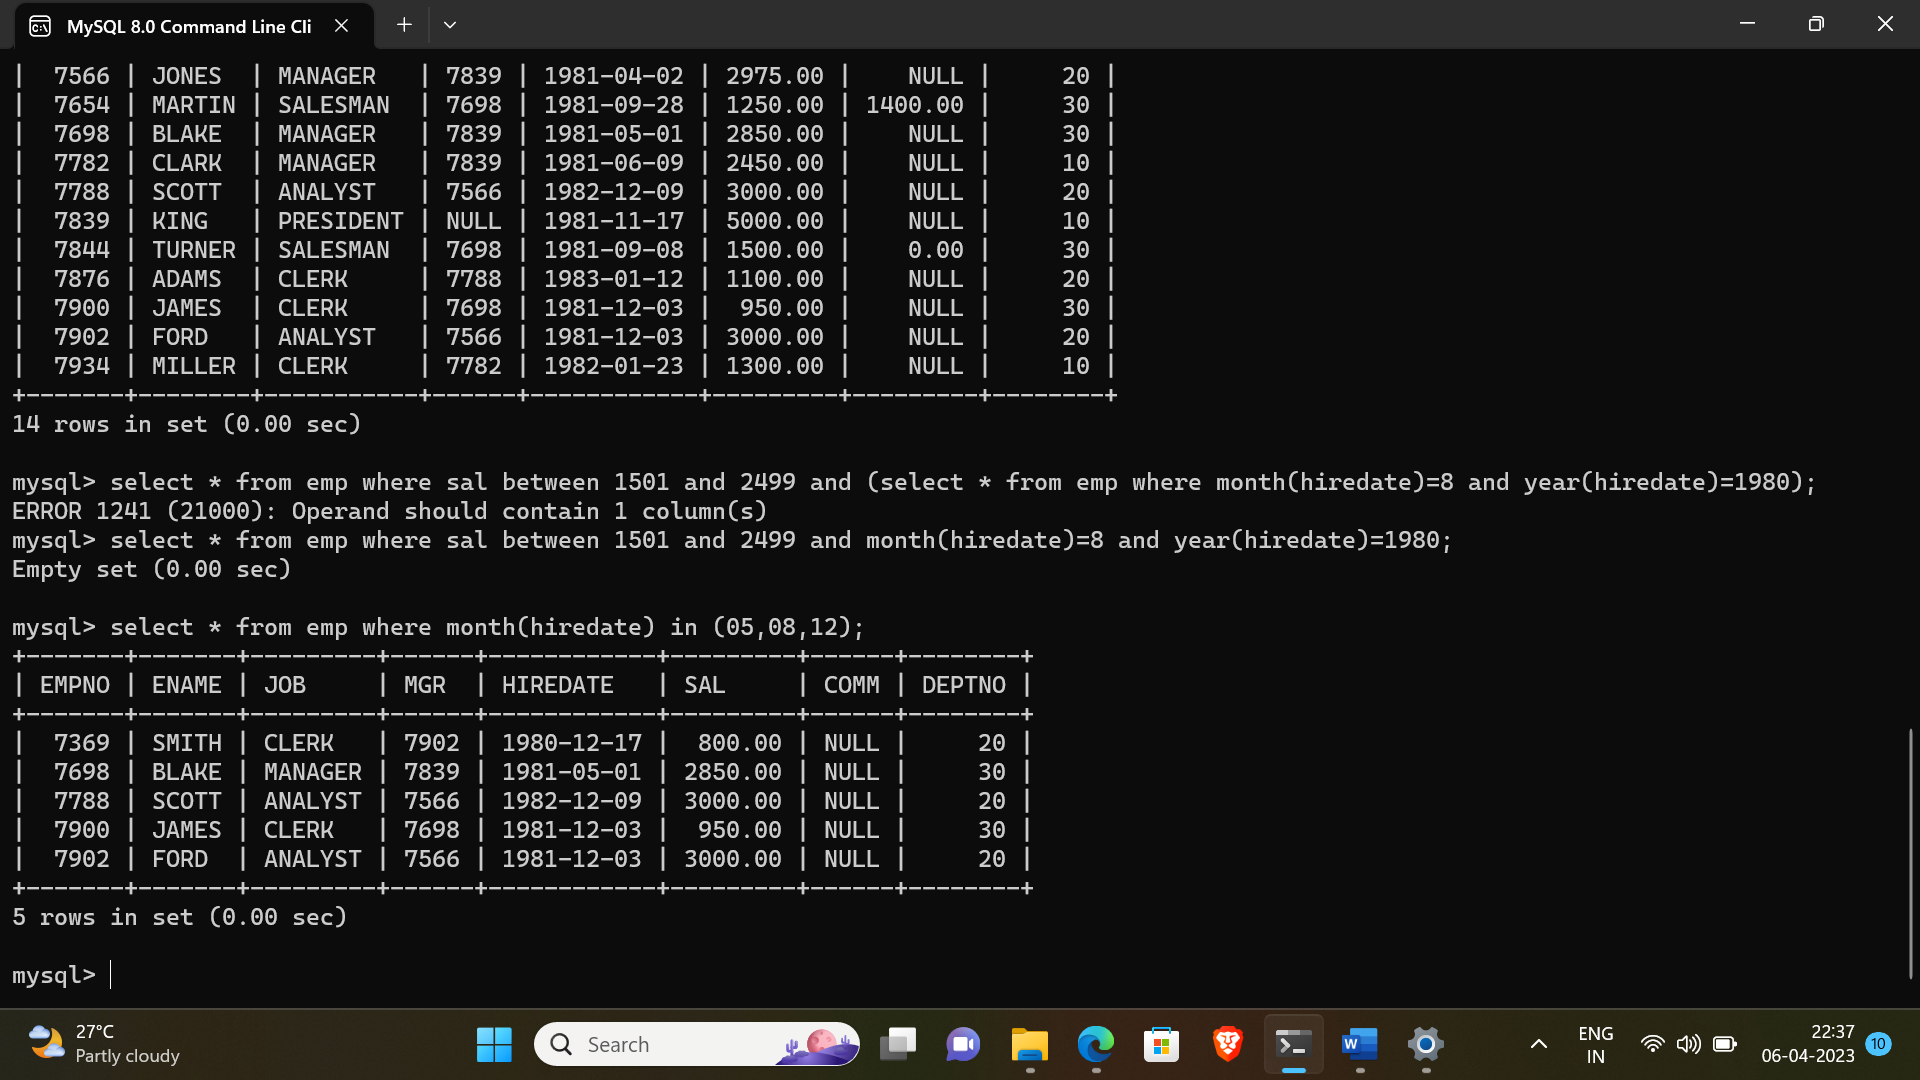 MySQL 8.0 Command Line Cli
|  7566 | JONES  | MANAGER   | 7839 | 1981-04-02 | 2975.00 |    NULL |     20 |
|  7654 | MARTIN | SALESMAN  | 7698 | 1981-09-28 | 1250.00 | 1400.00 |     30 |
|  7698 | BLAKE  | MANAGER   | 7839 | 1981-05-01 | 2850.00 |    NULL |     30 |
|  7782 | CLARK  | MANAGER   | 7839 | 1981-06-09 | 2450.00 |    NULL |     10 |
|  7788 | SCOTT  | ANALYST   | 7566 | 1982-12-09 | 3000.00 |    NULL |     20 |
|  7839 | KING   | PRESIDENT | NULL | 1981-11-17 | 5000.00 |    NULL |     10 |
|  7844 | TURNER | SALESMAN  | 7698 | 1981-09-08 | 1500.00 |    0.00 |     30 |
|  7876 | ADAMS  | CLERK     | 7788 | 1983-01-12 | 1100.00 |    NULL |     20 |
|  7900 | JAMES  | CLERK     | 7698 | 1981-12-03 |  950.00 |    NULL |     30 |
|  7902 | FORD   | ANALYST   | 7566 | 1981-12-03 | 3000.00 |    NULL |     20 |
|  7934 | MILLER | CLERK     | 7782 | 1982-01-23 | 1300.00 |    NULL |     10 |
+-------+--------+-----------+------+------------+---------+---------+--------+
14 rows in set (0.00 sec)
mysql> select * from emp where sal between 1501 and 2499 and (select * from emp where month(hiredate)=8 and year(hiredate)=1980);
ERROR 1241 (21000): Operand should contain 1 column(s)
mysql> select * from emp where sal between 1501 and 2499 and month(hiredate)=8 and year(hiredate)=1980;
Empty set (0.00 sec)
mysql> select * from emp where month(hiredate) in (05,08,12);
+-------+-------+---------+------+------------+---------+------+--------+
| EMPNO | ENAME | JOB     | MGR  | HIREDATE   | SAL     | COMM | DEPTNO |
+-------+-------+---------+------+------------+---------+------+--------+
|  7369 | SMITH | CLERK   | 7902 | 1980-12-17 |  800.00 | NULL |     20 |
|  7698 | BLAKE | MANAGER | 7839 | 1981-05-01 | 2850.00 | NULL |     30 |
|  7788 | SCOTT | ANALYST | 7566 | 1982-12-09 | 3000.00 | NULL |     20 |
|  7900 | JAMES | CLERK   | 7698 | 1981-12-03 |  950.00 | NULL |     30 |
|  7902 | FORD  | ANALYST | 7566 | 1981-12-03 | 3000.00 | NULL |     20 |
+-------+-------+---------+------+------------+---------+------+--------+
5 rows in set (0.00 sec)
mysql>
27°C
Partly cloudy
Search
W
ENG
IN
22:37
06-04-2023
10